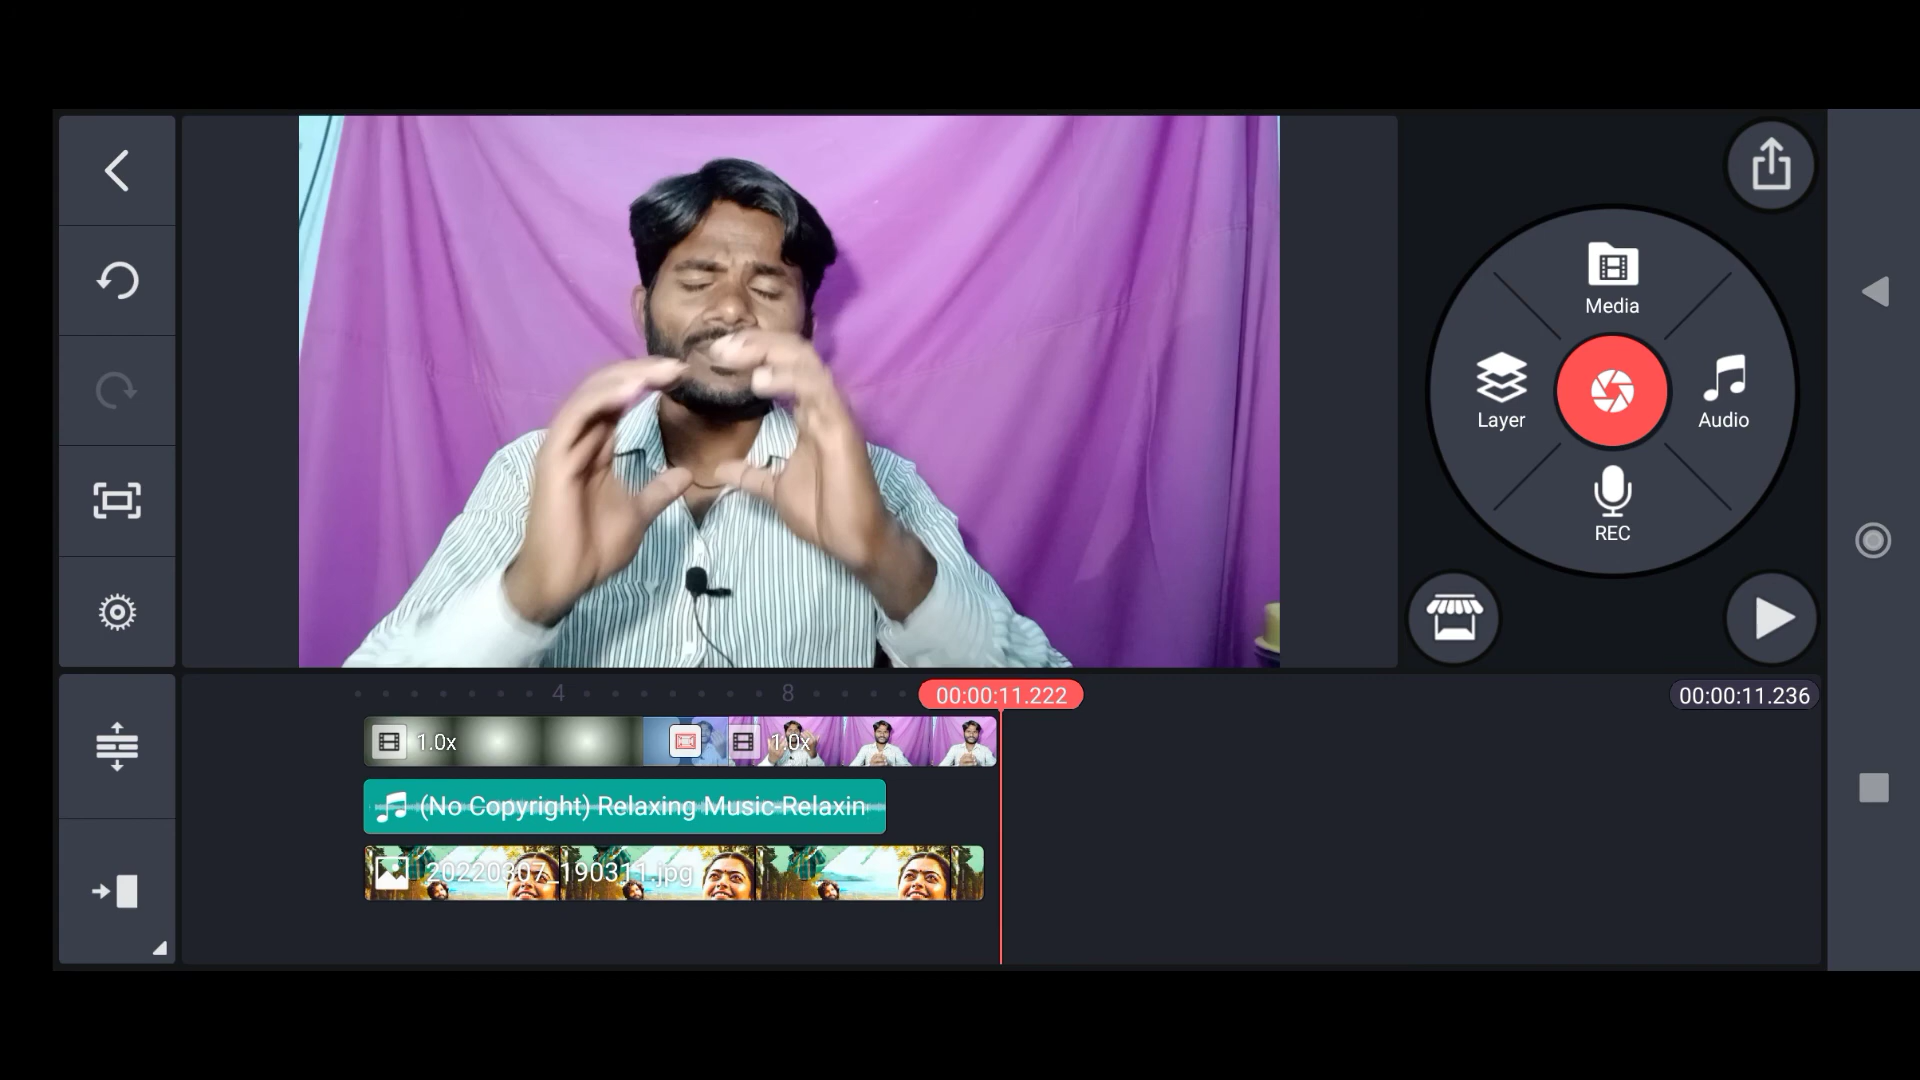 Media
Layer
Audio
REC
4
8
00:00:11.222
00:00:11.236
1.0x
1.0x
(No Copyright) Relaxing Music-Relaxin
20220307_190311.jpg